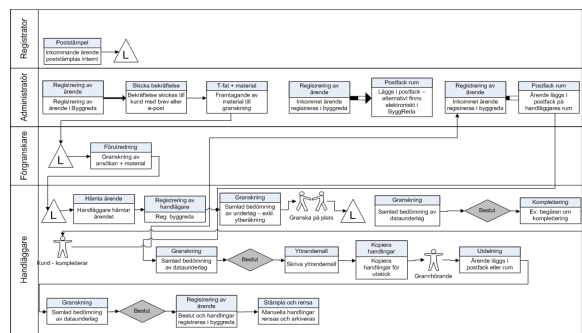 Registrator
Poststämpel
Inkommande ärende
poststämplas internt
L
Administratör
Registrering av
ärende
Registrering av
ärende i Byggreda
Skicka bekräftelse
Bekräftelse skickas till
kund med brev eller
e-post
T-fat + material
Framtagande av
material till
granskning
Registrering av
ärende
Inkommet ärende
registreras i byggreda
Postfack rum
Läggs i postfack –
alternativt finns
elektroniskt i
ByggReda
Registrering av
ärende
Inkommet ärende
registreras i byggreda
Postfack rum
Ärende läggs i
postfack på
handläggares rum
Förgranskare
L
Förutredning
Granskning av
ansökan + material
Handläggare
L
Hämta ärende
Handläggare hämtar
ärendet
Registrering av
handläggare
Reg. byggreda
Granskning
Samlad bedömning
av underlag – exkl.
ytberäkning
Granska på plats
L
Granskning
Samlad bedömning av
dataunderlag
Beslut
Komplettering
Ev. begäran om
komplettering
Kund - kompletterar
Granskning
Samlad bedömning
av dataunderlag
Beslut
Yttrandemall
Skriva yttrandemall
Kopiera
handlingar
Kopiera
handlingar för
utskick
Grannhörande
Utdelning
Ärende läggs i
postfack eller rum
Granskning
Samlad bedömning
av dataunderlag
Beslut
Registrering av
ärende
Beslut och handlingar
registreras i byggreda
Stämpla och rensa
Manuella handlingar
rensas och arkiveras